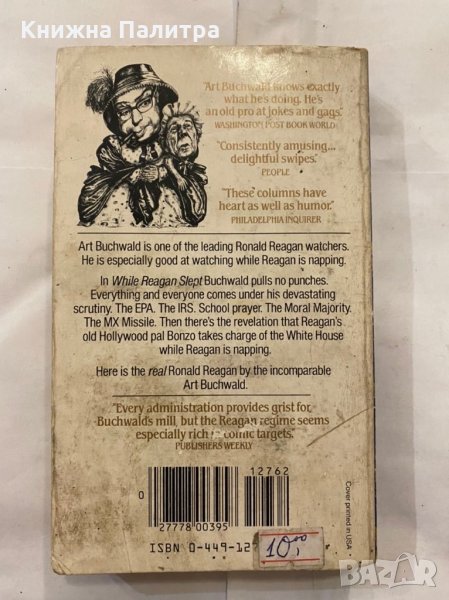 Книжна Палитра
"Art Buchwald knows exactly
what he's doing. He's
an old pro at jokes and gags."
WASHINGTON POST BOOK WORLD
"Consistently amusing...
delightful swipes."
PEOPLE
"These columns have
heart as well as humor."
PHILADELPHIA INQUIRER
Art Buchwald is one of the leading Ronald Reagan watchers.
He is especially good at watching while Reagan is napping.
In While Reagan Slept Buchwald pulls no punches.
Everything and everyone comes under his devastating
scrutiny. The EPA. The IRS. School prayer. The Moral Majority.
The MX Missile. Then there's the revelation that Reagan's
old Hollywood pal Bonzo takes charge of the White House
while Reagan is napping.
Here is the real Ronald Reagan by the incomparable
Art Buchwald.
"Every administration provides grist for
Buchwald's mill, but the Reagan regime seems
especially rich in comic targets."
PUBLISHERS WEEKLY
12762
0
27778 00395
ISBN 0-449-12
10,00
Cover printed in USA
BAZAR